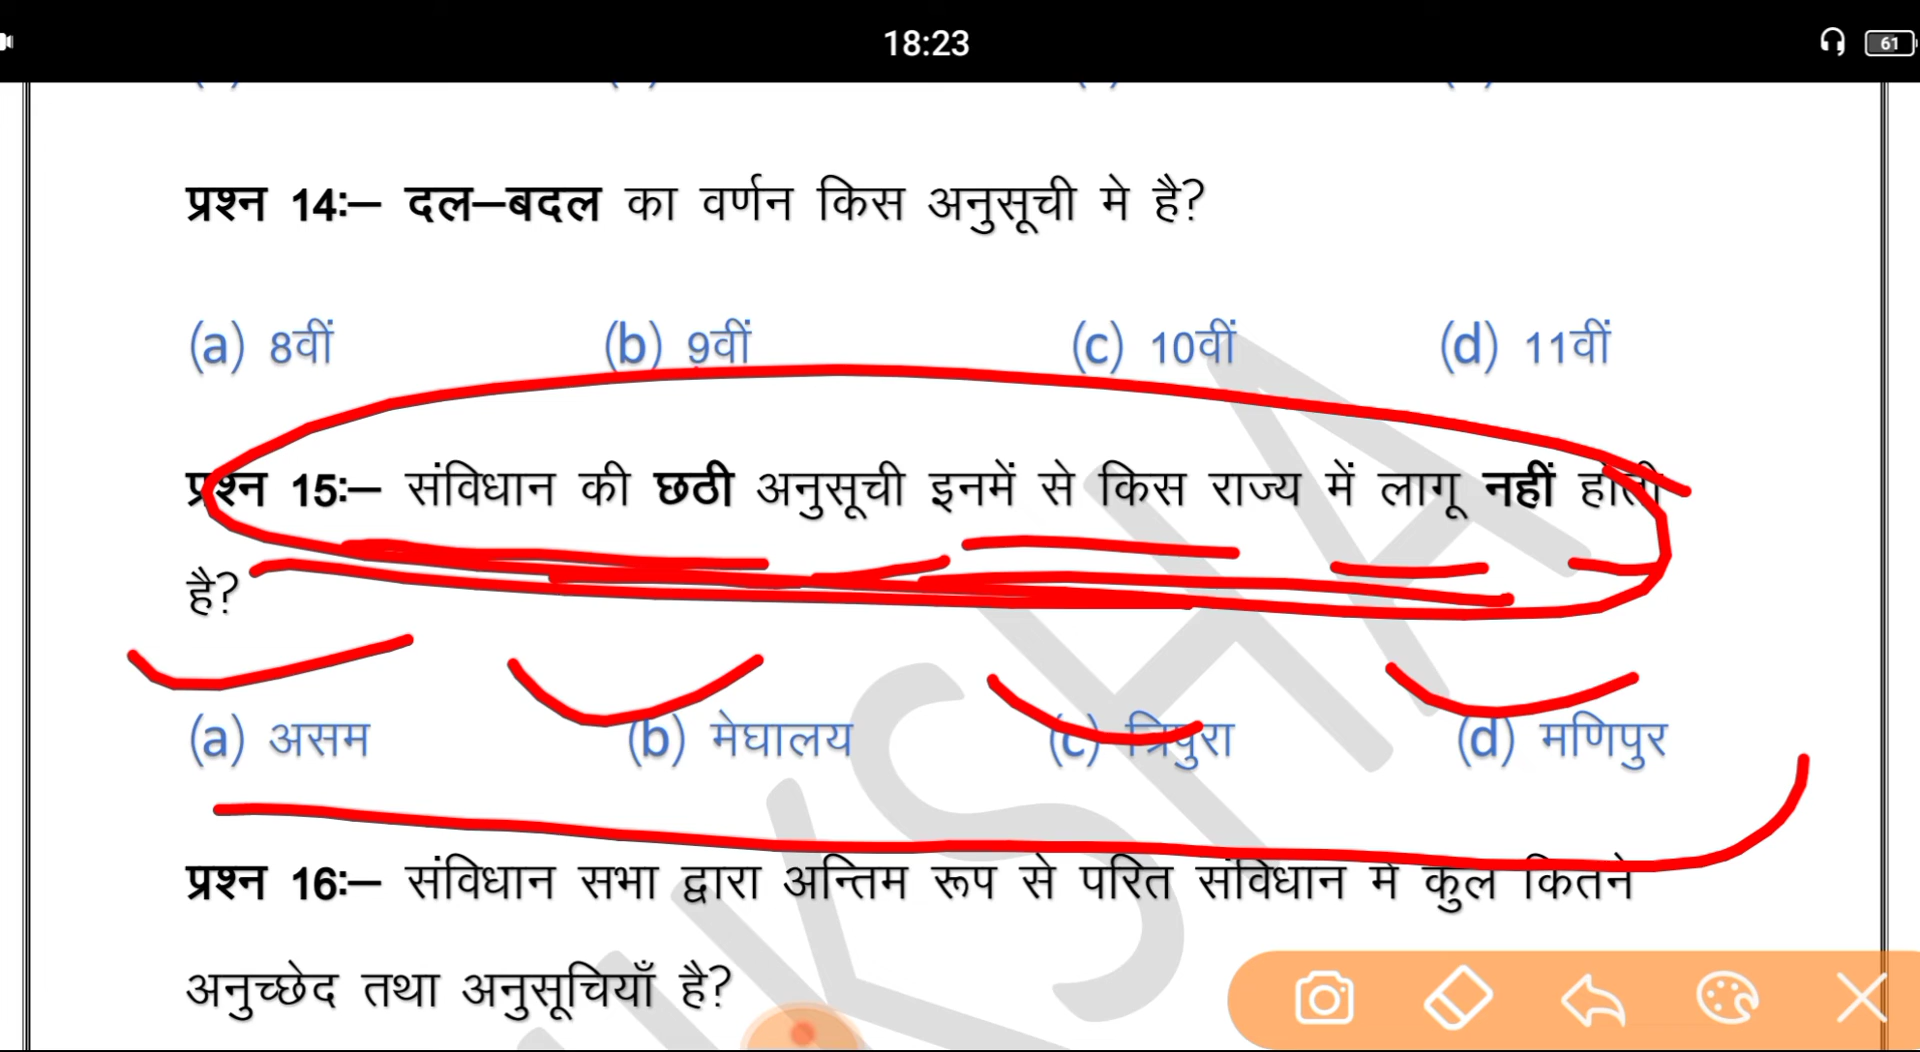 18:23
61
प्रश्न 14:– दल–बदल का वर्णन किस अनुसूची मे है?
(a) 8वीं (b) 9वीं (c) 10वीं (d) 11वीं
प्रश्न 15:– संविधान की छठी अनुसूची इनमें से किस राज्य में लागू नहीं होती
है?
(a) असम (b) मेघालय (c) त्रिपुरा (d) मणिपुर
प्रश्न 16:– संविधान सभा द्वारा अन्तिम रूप से परित संविधान मे कुल कितने
अनुच्छेद तथा अनुसूचियाँ है?